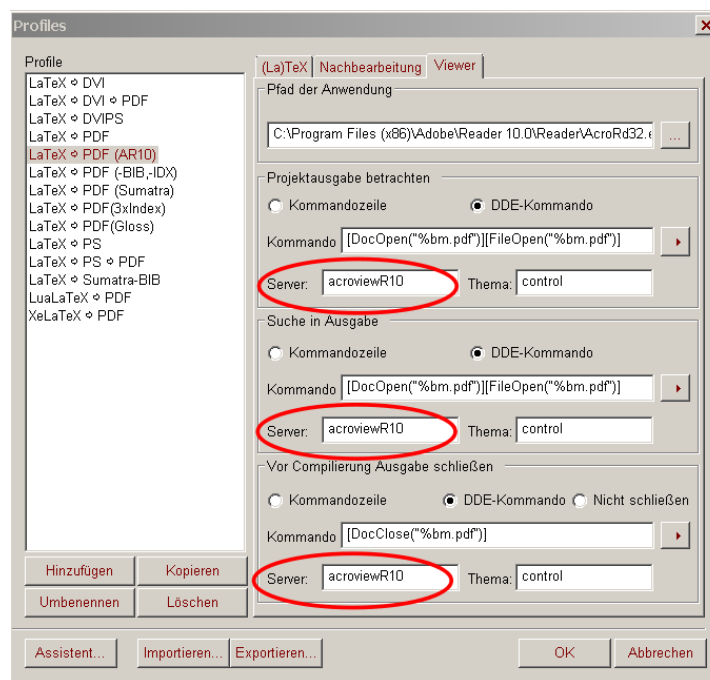 Profiles
Profile
LaTeX ⇨ DVI
LaTeX ⇨ DVI ⇨ PDF
LaTeX ⇨ DVIPS
LaTeX ⇨ PDF
LaTeX ⇨ PDF (AR10)
LaTeX ⇨ PDF (-BIB,-IDX)
LaTeX ⇨ PDF (Sumatra)
LaTeX ⇨ PDF(3xIndex)
LaTeX ⇨ PDF(Gloss)
LaTeX ⇨ PS
LaTeX ⇨ PS ⇨ PDF
LaTeX ⇨ Sumatra-BIB
LuaLaTeX ⇨ PDF
XeLaTeX ⇨ PDF
Hinzufügen Kopieren
Umbenennen Löschen
(La)TeX Nachbearbeitung Viewer
Pfad der Anwendung
C:\Program Files (x86)\Adobe\Reader 10.0\Reader\AcroRd32.e ...
Projektausgabe betrachten
Kommandozeile DDE-Kommando
Kommando [DocOpen("%bm.pdf")][FileOpen("%bm.pdf")]
Server: acroviewR10 Thema: control
Suche in Ausgabe
Kommandozeile DDE-Kommando
Kommando [DocOpen("%bm.pdf")][FileOpen("%bm.pdf")]
Server: acroviewR10 Thema: control
Vor Compilierung Ausgabe schließen
Kommandozeile DDE-Kommando Nicht schließen
Kommando [DocClose("%bm.pdf")]
Server: acroviewR10 Thema: control
Assistent... Importieren... Exportieren... OK Abbrechen